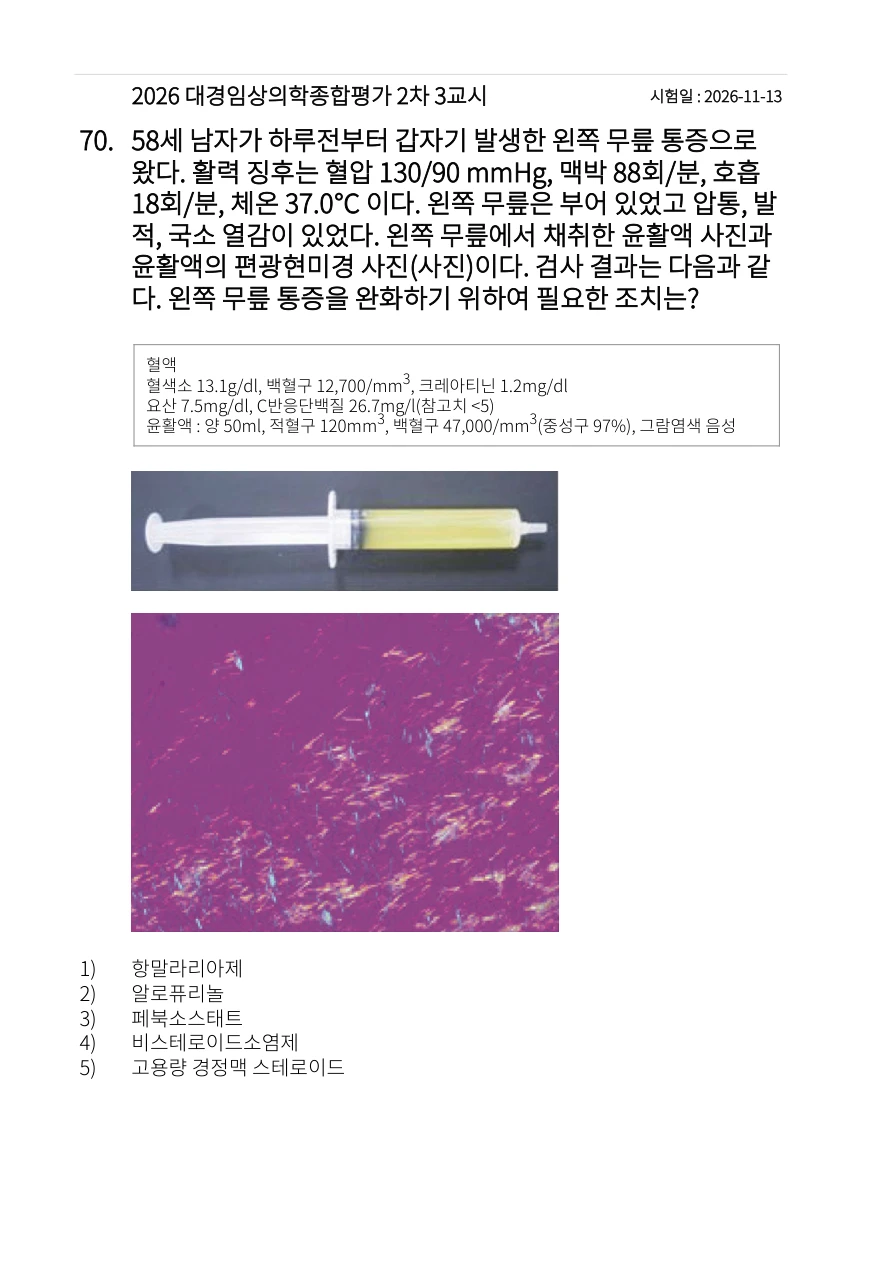 2026 대경임상의학종합평가 2차 3교시
시험일 : 2026-11-13
70. 58세 남자가 하루전부터 갑자기 발생한 왼쪽 무릎 통증으로
왔다. 활력 징후는 혈압 130/90 mmHg, 맥박 88회/분, 호흡
18회/분, 체온 37.0°C 이다. 왼쪽 무릎은 부어 있었고 압통, 발
적, 국소 열감이 있었다. 왼쪽 무릎에서 채취한 윤활액 사진과
윤활액의 편광현미경 사진(사진)이다. 검사 결과는 다음과 같
다. 왼쪽 무릎 통증을 완화하기 위하여 필요한 조치는?
혈액
혈색소 13.1g/dl, 백혈구 12,700/mm³, 크레아티닌 1.2mg/dl
요산 7.5mg/dl, C반응단백질 26.7mg/l(참고치 <5)
윤활액 : 양 50ml, 적혈구 120mm³, 백혈구 47,000/mm³(중성구 97%), 그람염색 음성
1) 항말라리아제
2) 알로퓨리놀
3) 페북소스태트
4) 비스테로이드소염제
5) 고용량 경정맥 스테로이드